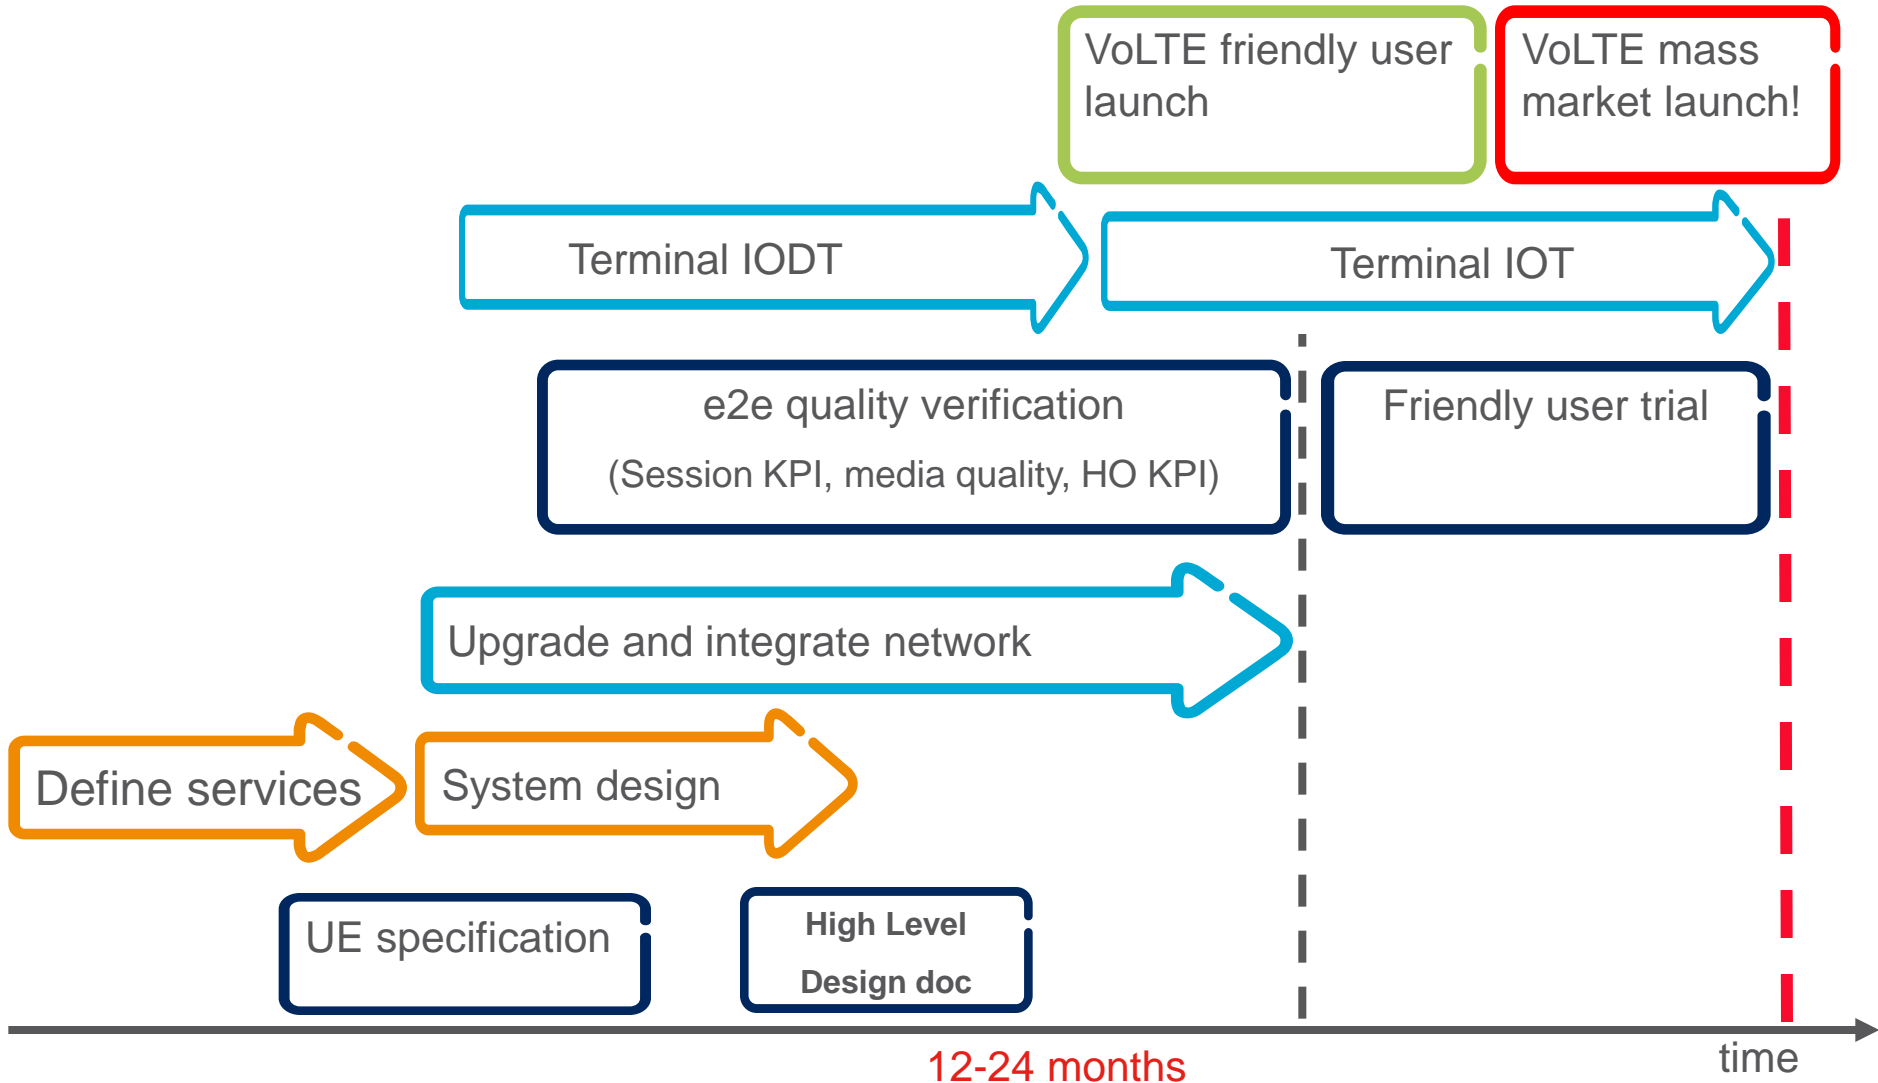 VoLTE friendly user
launch
VoLTE mass
market launch!
Terminal IODT
Terminal IOT
e2e quality verification
(Session KPI, media quality, HO KPI)
Friendly user trial
Upgrade and integrate network
Define services
System design
UE specification
High Level
Design doc
12-24 months
time